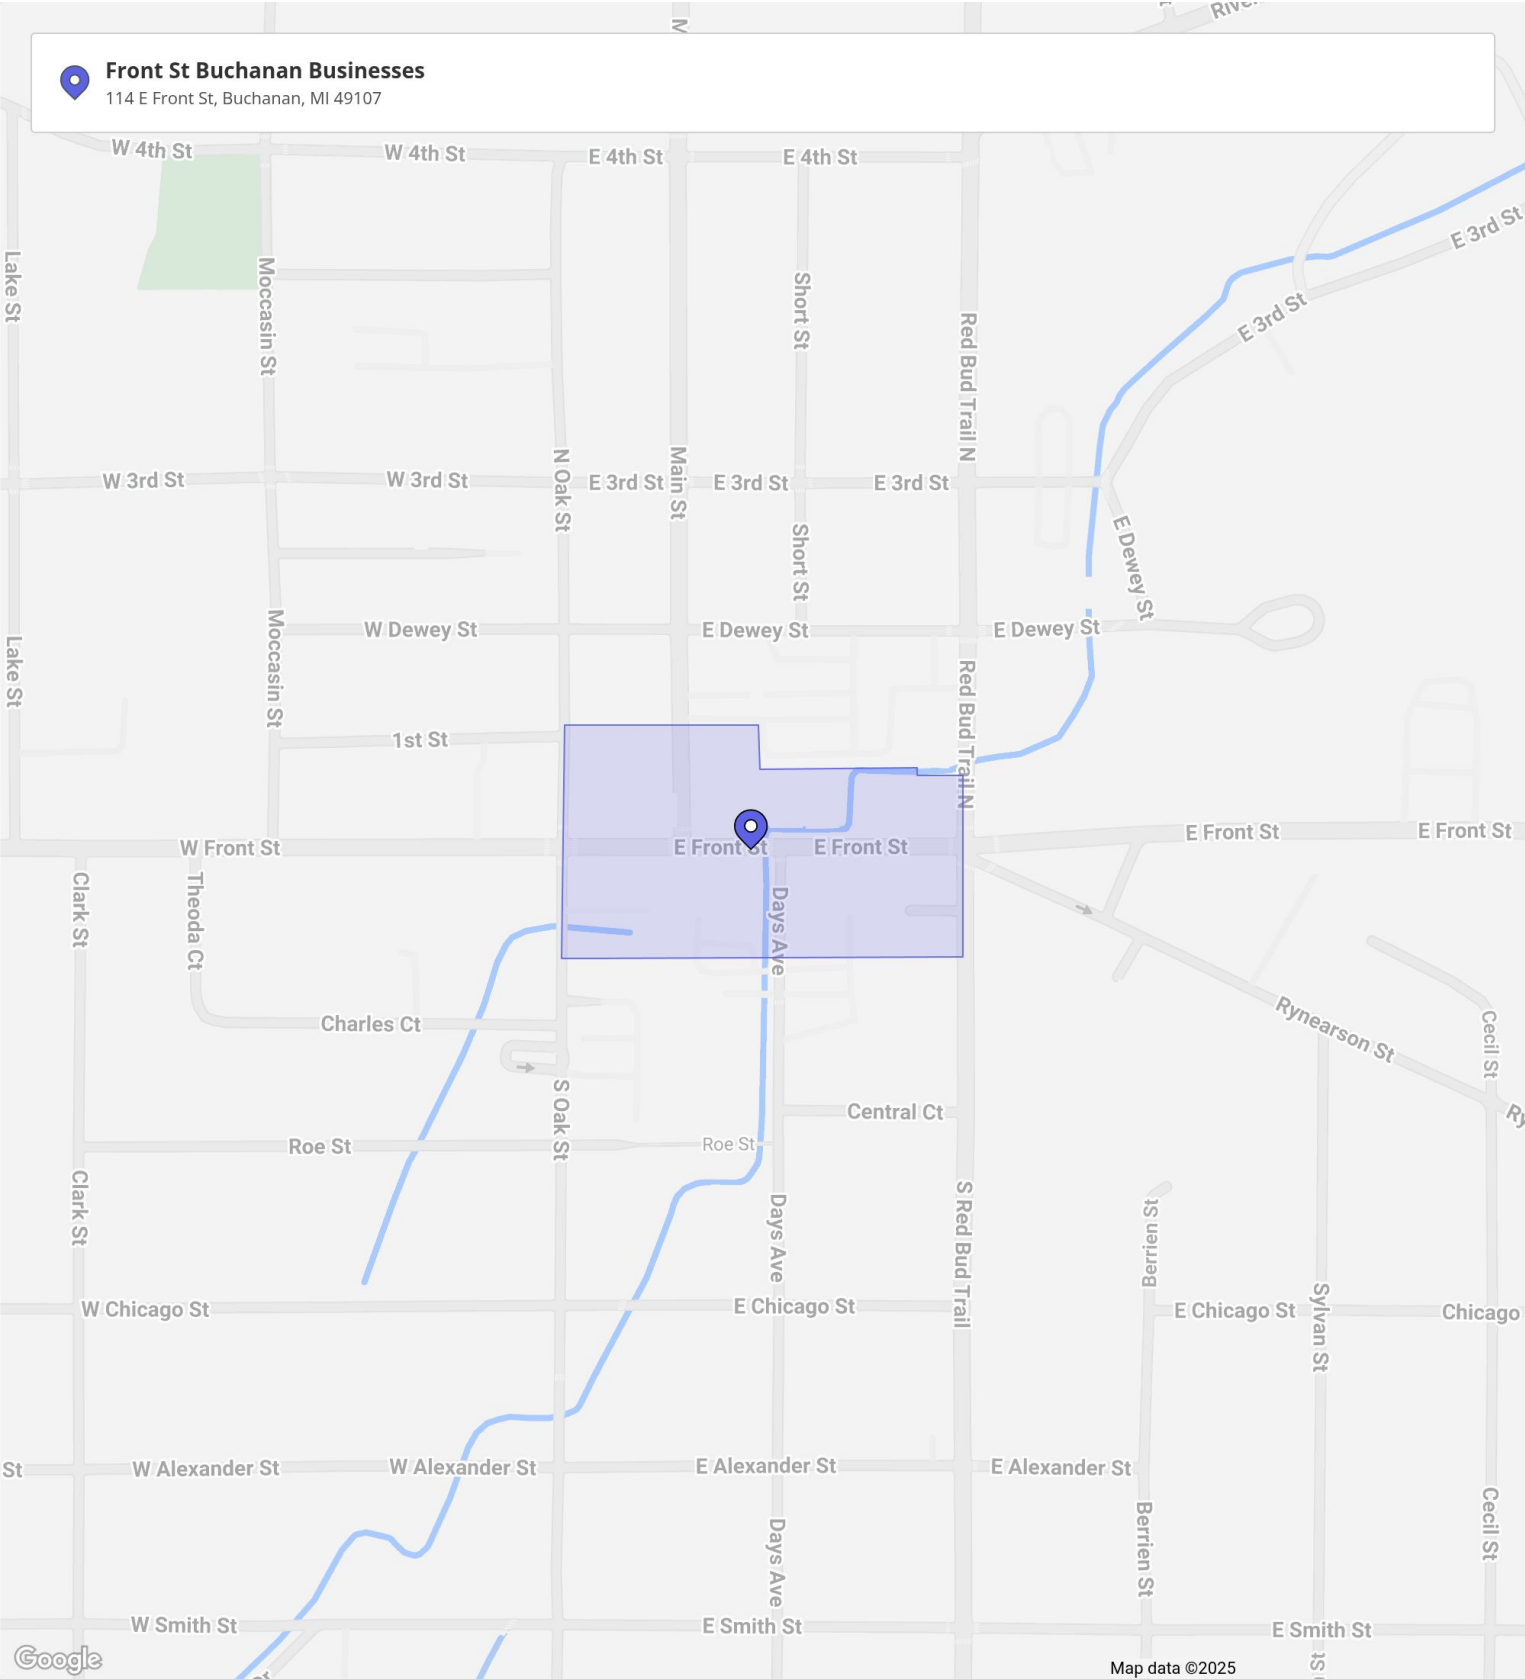 River
M
Front St Buchanan Businesses
114 E Front St, Buchanan, MI 49107
W 4th St
W 4th St
E 4th St
E 4th St
E 3rd St
Lake St
Moccasin St
Short St
Red Bud Trail N
E 3rd St
W 3rd St
W 3rd St
N Oak St
E 3rd St
Main St
E 3rd St
E 3rd St
Short St
E Dewey St
Lake St
Moccasin St
W Dewey St
E Dewey St
E Dewey St
Red Bud Trail N
1st St
W Front St
E Front St
E Front St
E Front St
E Front St
Clark St
Theoda Ct
Days Ave
Charles Ct
Rynearson St
Cecil St
S Oak St
Central Ct
Ry
Roe St
Roe St
Clark St
Days Ave
S Red Bud Trail
Berrien St
W Chicago St
E Chicago St
E Chicago St
Sylvan St
Chicago
St
W Alexander St
W Alexander St
E Alexander St
E Alexander St
Days Ave
Berrien St
Cecil St
W Smith St
E Smith St
E Smith St
St
Google
Dr
Map data ©2025